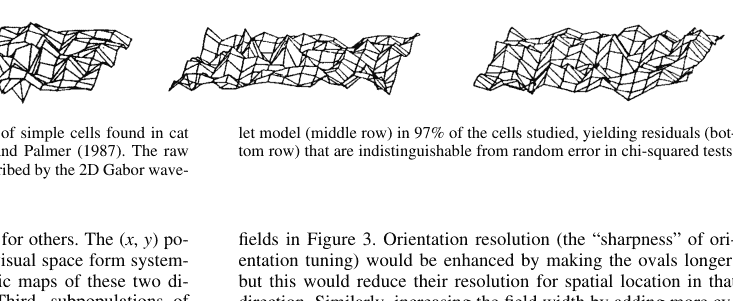 of simple cells found in cat
nd Palmer (1987). The raw
ribed by the 2D Gabor wave-
let model (middle row) in 97% of the cells studied, yielding residuals (bot-
tom row) that are indistinguishable from random error in chi-squared tests
for others. The (x, y) po-
isual space form system-
ic maps of these two di-
Third, subpopulations of
fields in Figure 3. Orientation resolution (the “sharpness” of ori-
entation tuning) would be enhanced by making the ovals longer
but this would reduce their resolution for spatial location in that
direction. Similarly, increasing the field width by adding more cy-